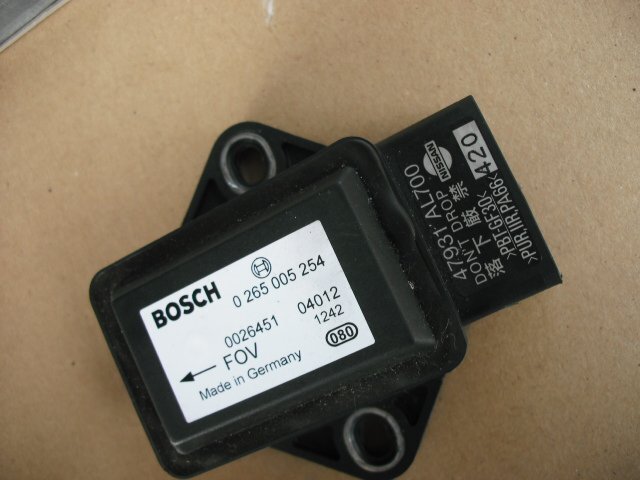 BOSCH
0 265 005 254
0026451 04012
1242
FOV
080
Made in Germany
47931 AL700
NISSAN
420
DONT DROP
落下厳禁
>PBT-GF30<
>PUR,IIR,PA66<